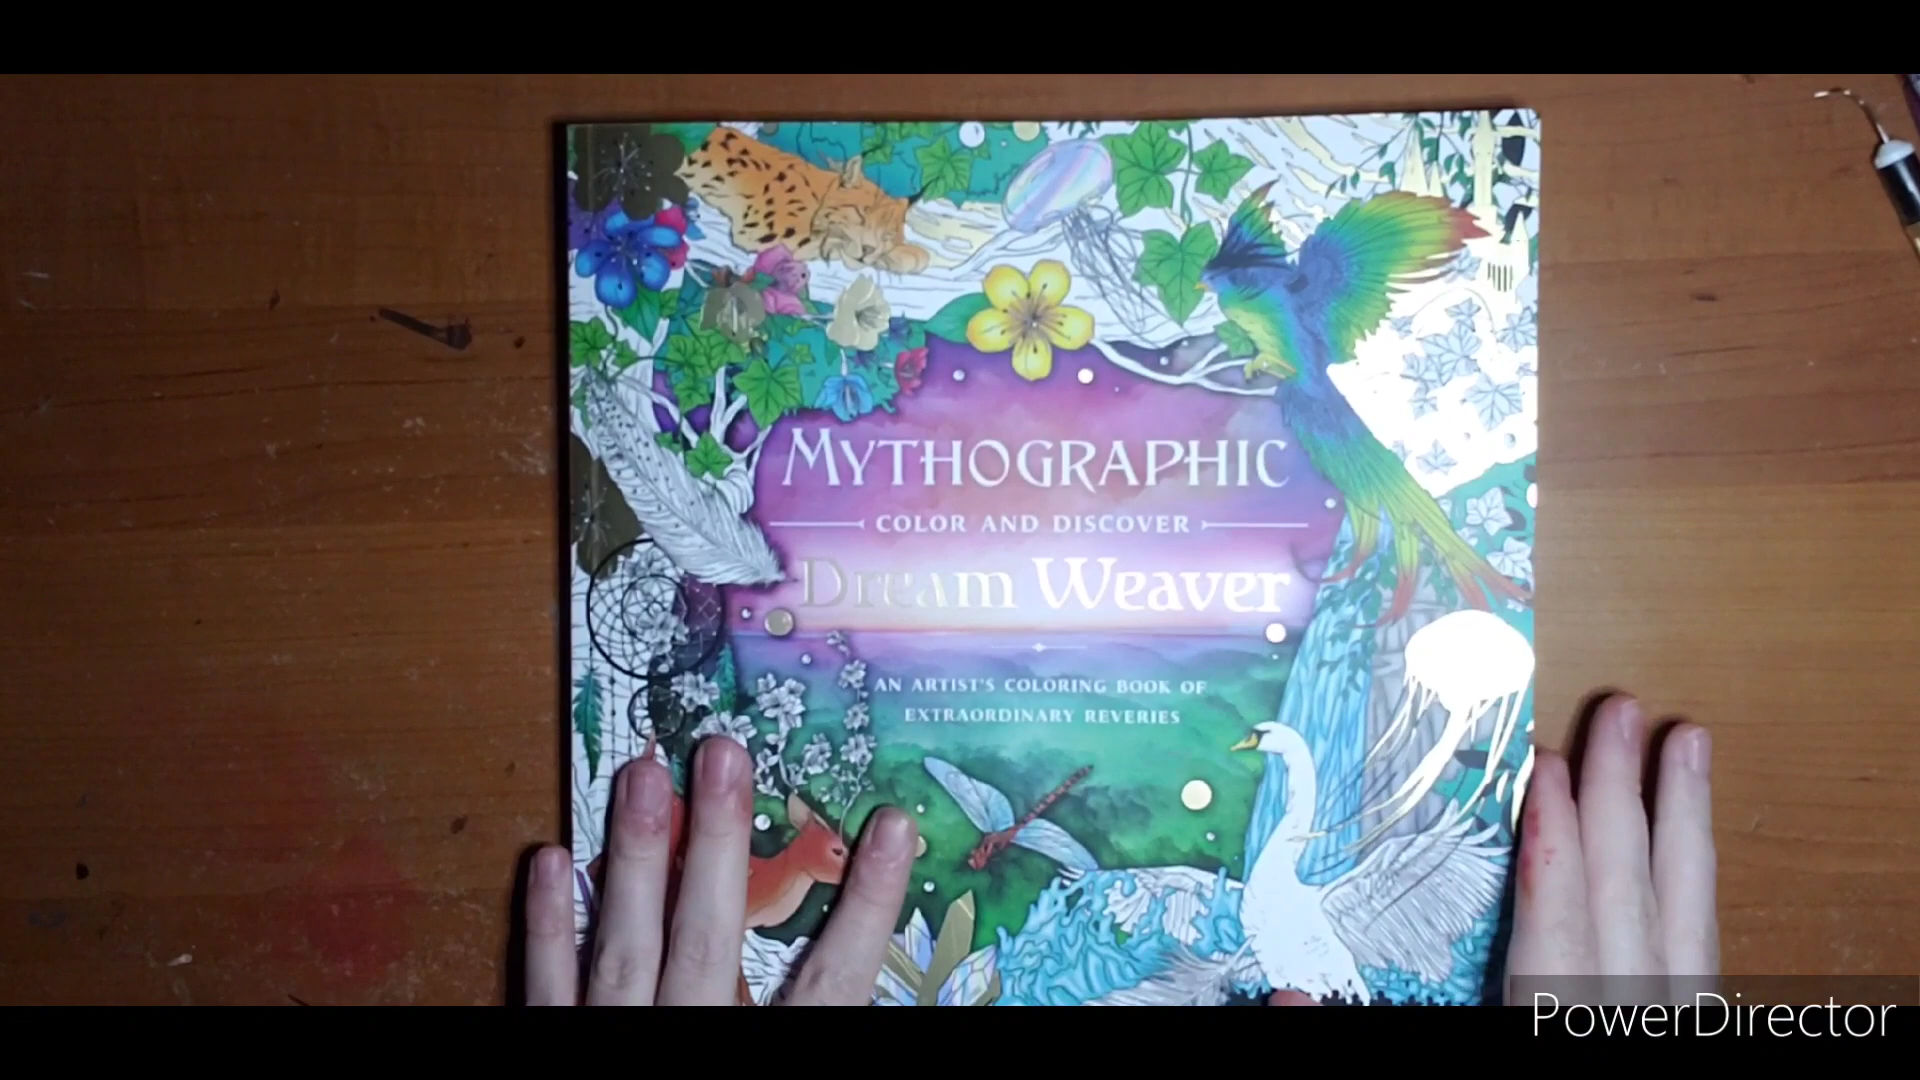 MYTHOGRAPHIC
COLOR AND DISCOVER
Dream Weaver
AN ARTIST'S COLORING BOOK OF
EXTRAORDINARY REVERIES
PowerDirector